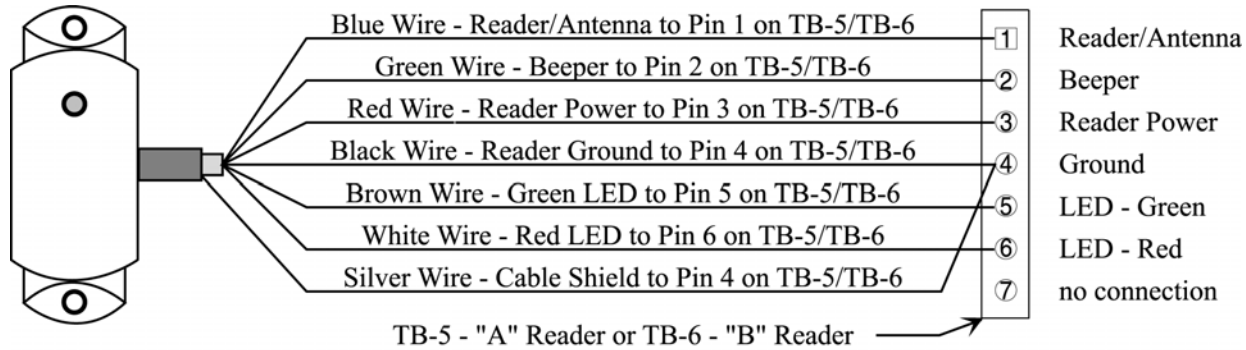 Blue Wire - Reader/Antenna to Pin 1 on TB-5/TB-6
1 Reader/Antenna
Green Wire - Beeper to Pin 2 on TB-5/TB-6
2 Beeper
Red Wire - Reader Power to Pin 3 on TB-5/TB-6
3 Reader Power
Black Wire - Reader Ground to Pin 4 on TB-5/TB-6
4 Ground
Brown Wire - Green LED to Pin 5 on TB-5/TB-6
5 LED - Green
White Wire - Red LED to Pin 6 on TB-5/TB-6
6 LED - Red
Silver Wire - Cable Shield to Pin 4 on TB-5/TB-6
7 no connection
TB-5 - "A" Reader or TB-6 - "B" Reader